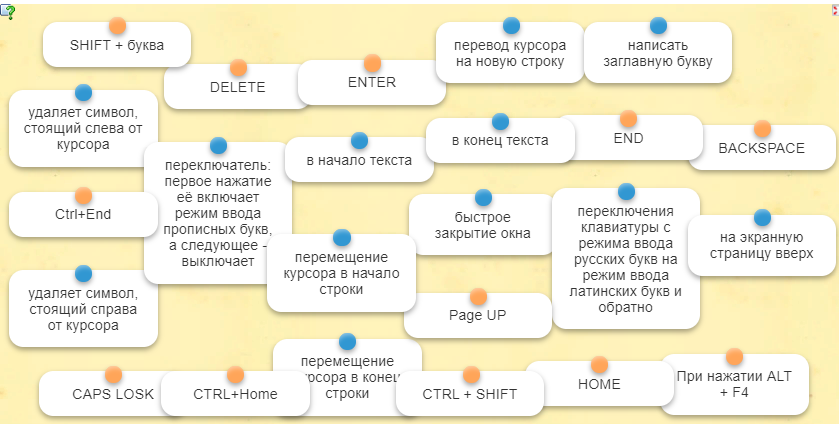 SHIFT + буква
DELETE
ENTER
перевод курсора
на новую строку
написать
заглавную букву
удаляет символ,
стоящий слева от
курсора
переключатель:
первое нажатие
её включает
режим ввода
прописных букв,
а следующее -
выключает
в начало текста
в конец текста
END
BACKSPACE
Ctrl+End
перемещение
курсора в начало
строки
быстрое
закрытие окна
переключения
клавиатуры с
режима ввода
русских букв на
режим ввода
латинских букв и
обратно
на экранную
страницу вверх
удаляет символ,
стоящий справа
от курсора
Page UP
перемещение
курсора в конец
строки
CAPS LOSK
CTRL+Home
CTRL + SHIFT
HOME
При нажатии ALT
+ F4